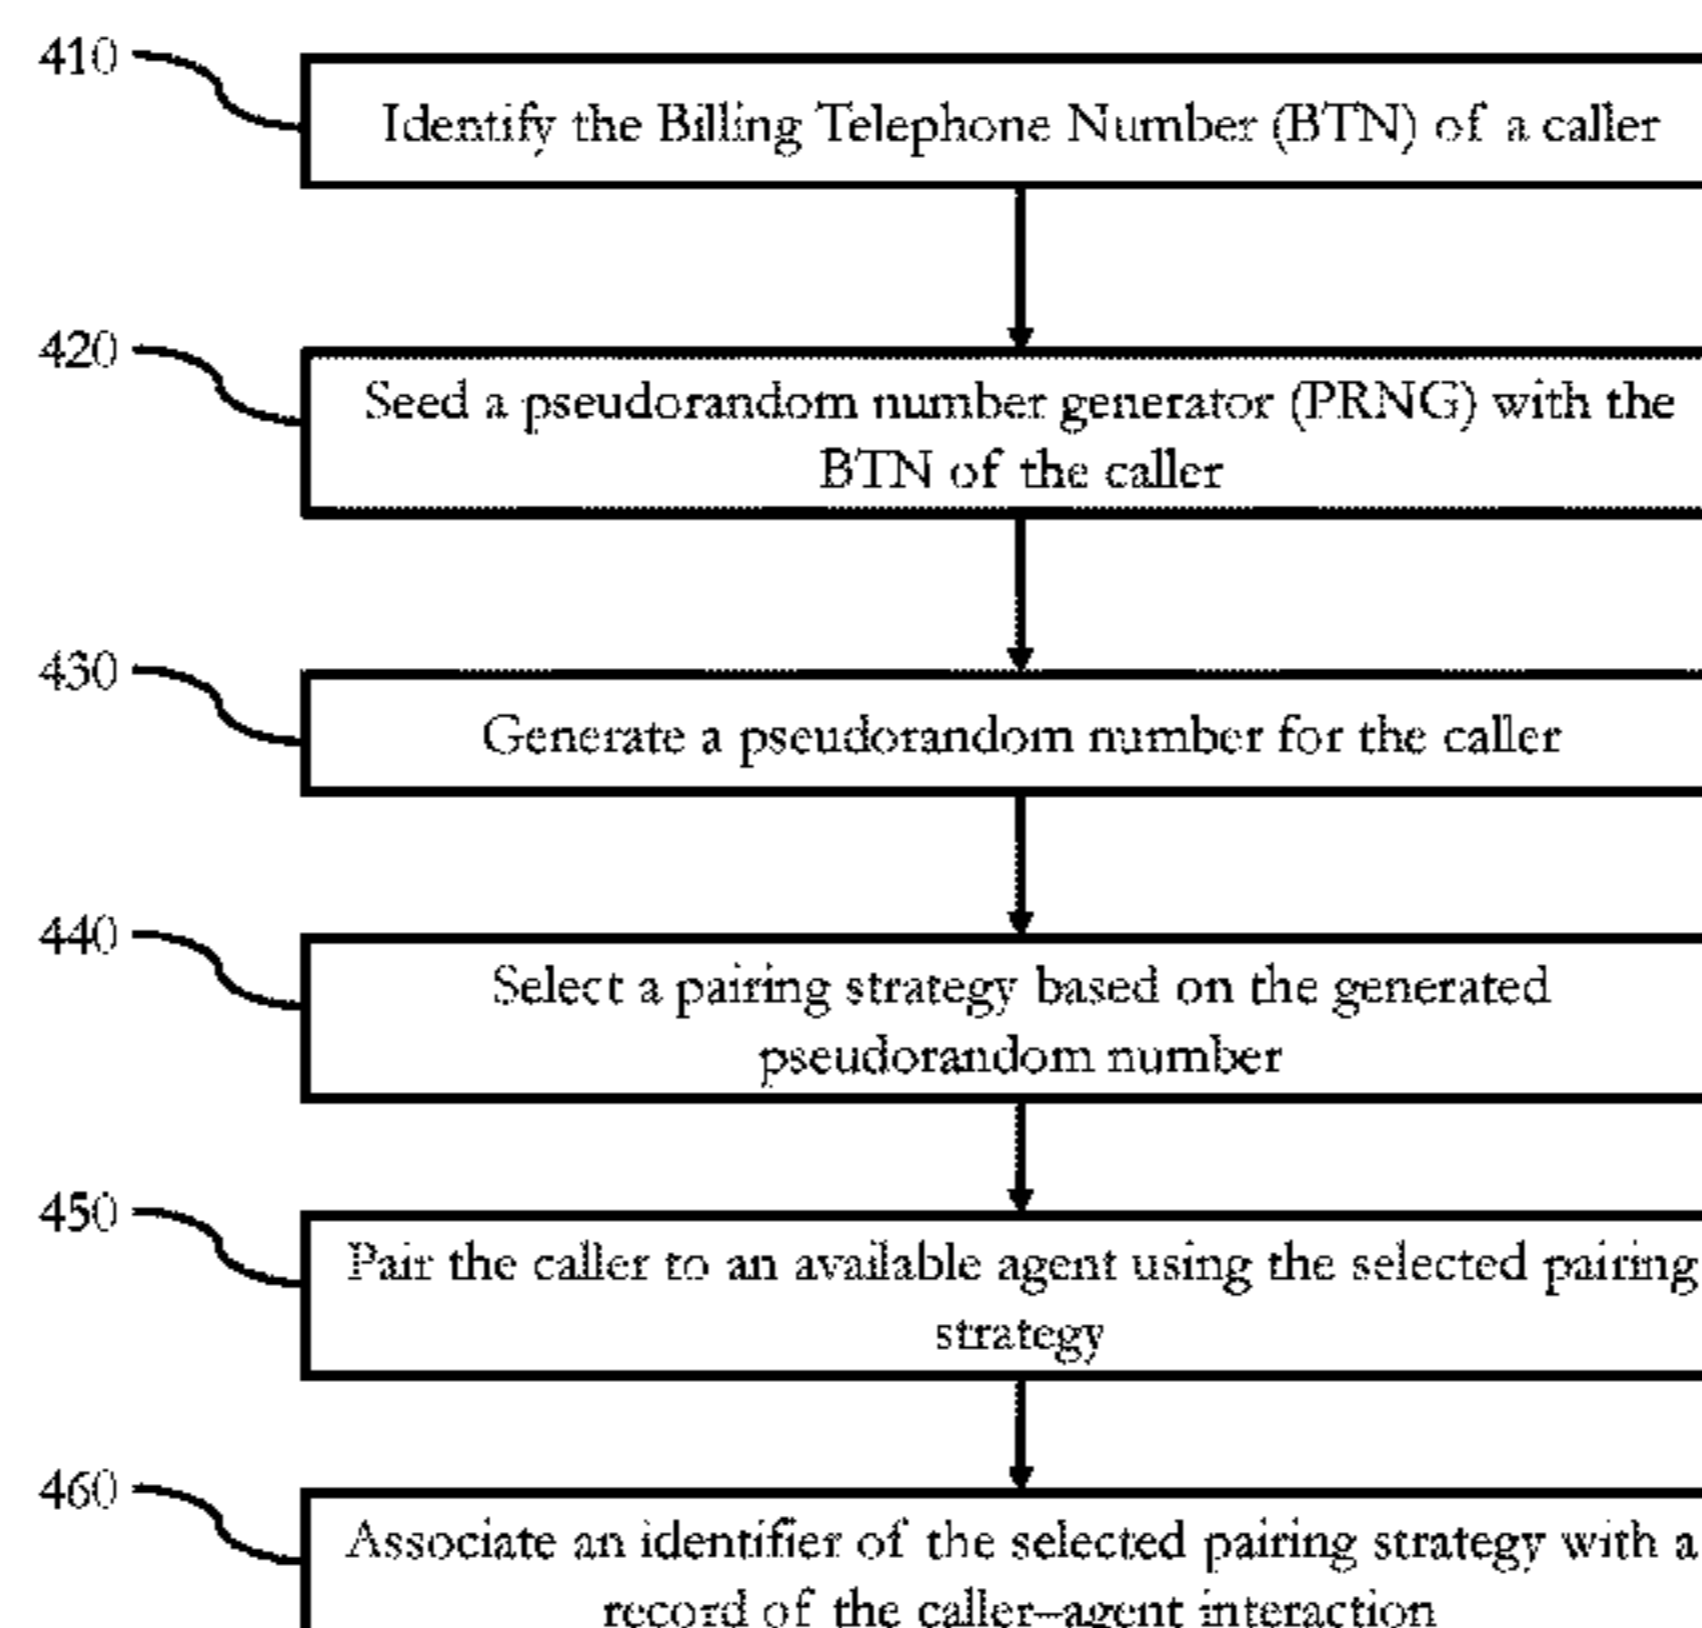 410
Identify the Billing Telephone Number (BTN) of a caller
420
Seed a pseudorandom number generator (PRNG) with the
BTN of the caller
430
Generate a pseudorandom number for the caller
440
Select a pairing strategy based on the generated
pseudorandom number
450
Pair the caller to an available agent using the selected pairing
strategy
460
Associate an identifier of the selected pairing strategy with a
record of the caller–agent interaction